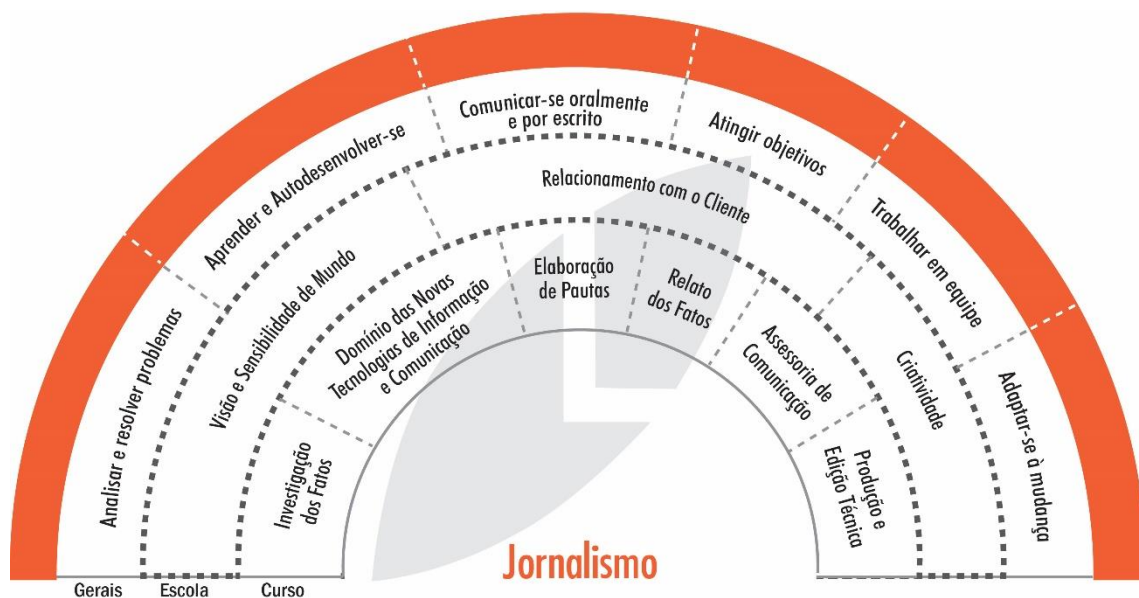 Analisar e resolver problemas
Aprender e Autodesenvolver-se
Comunicar-se oralmente
e por escrito
Atingir objetivos
Trabalhar em equipe
Adaptar-se à mudança
Visão e Sensibilidade de Mundo
Relacionamento com o Cliente
Criatividade
Investigação
dos Fatos
Domínio das Novas
Tecnologias de Informação
e Comunicação
Elaboração
de Pautas
Relato
dos Fatos
Assessoria de
Comunicação
Produção e
Edição Técnica
Jornalismo
Gerais
Escola
Curso